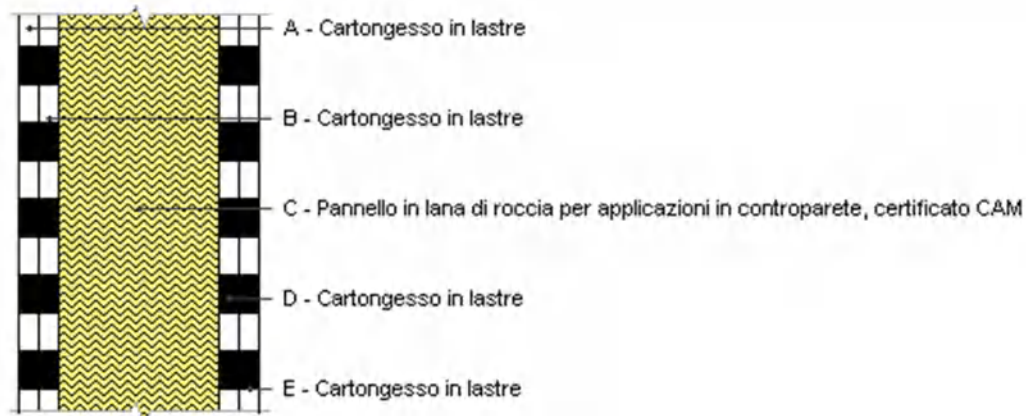 A - Cartongesso in lastre
B - Cartongesso in lastre
C - Pannello in lana di roccia per applicazioni in controparete, certificato CAM
D - Cartongesso in lastre
E - Cartongesso in lastre